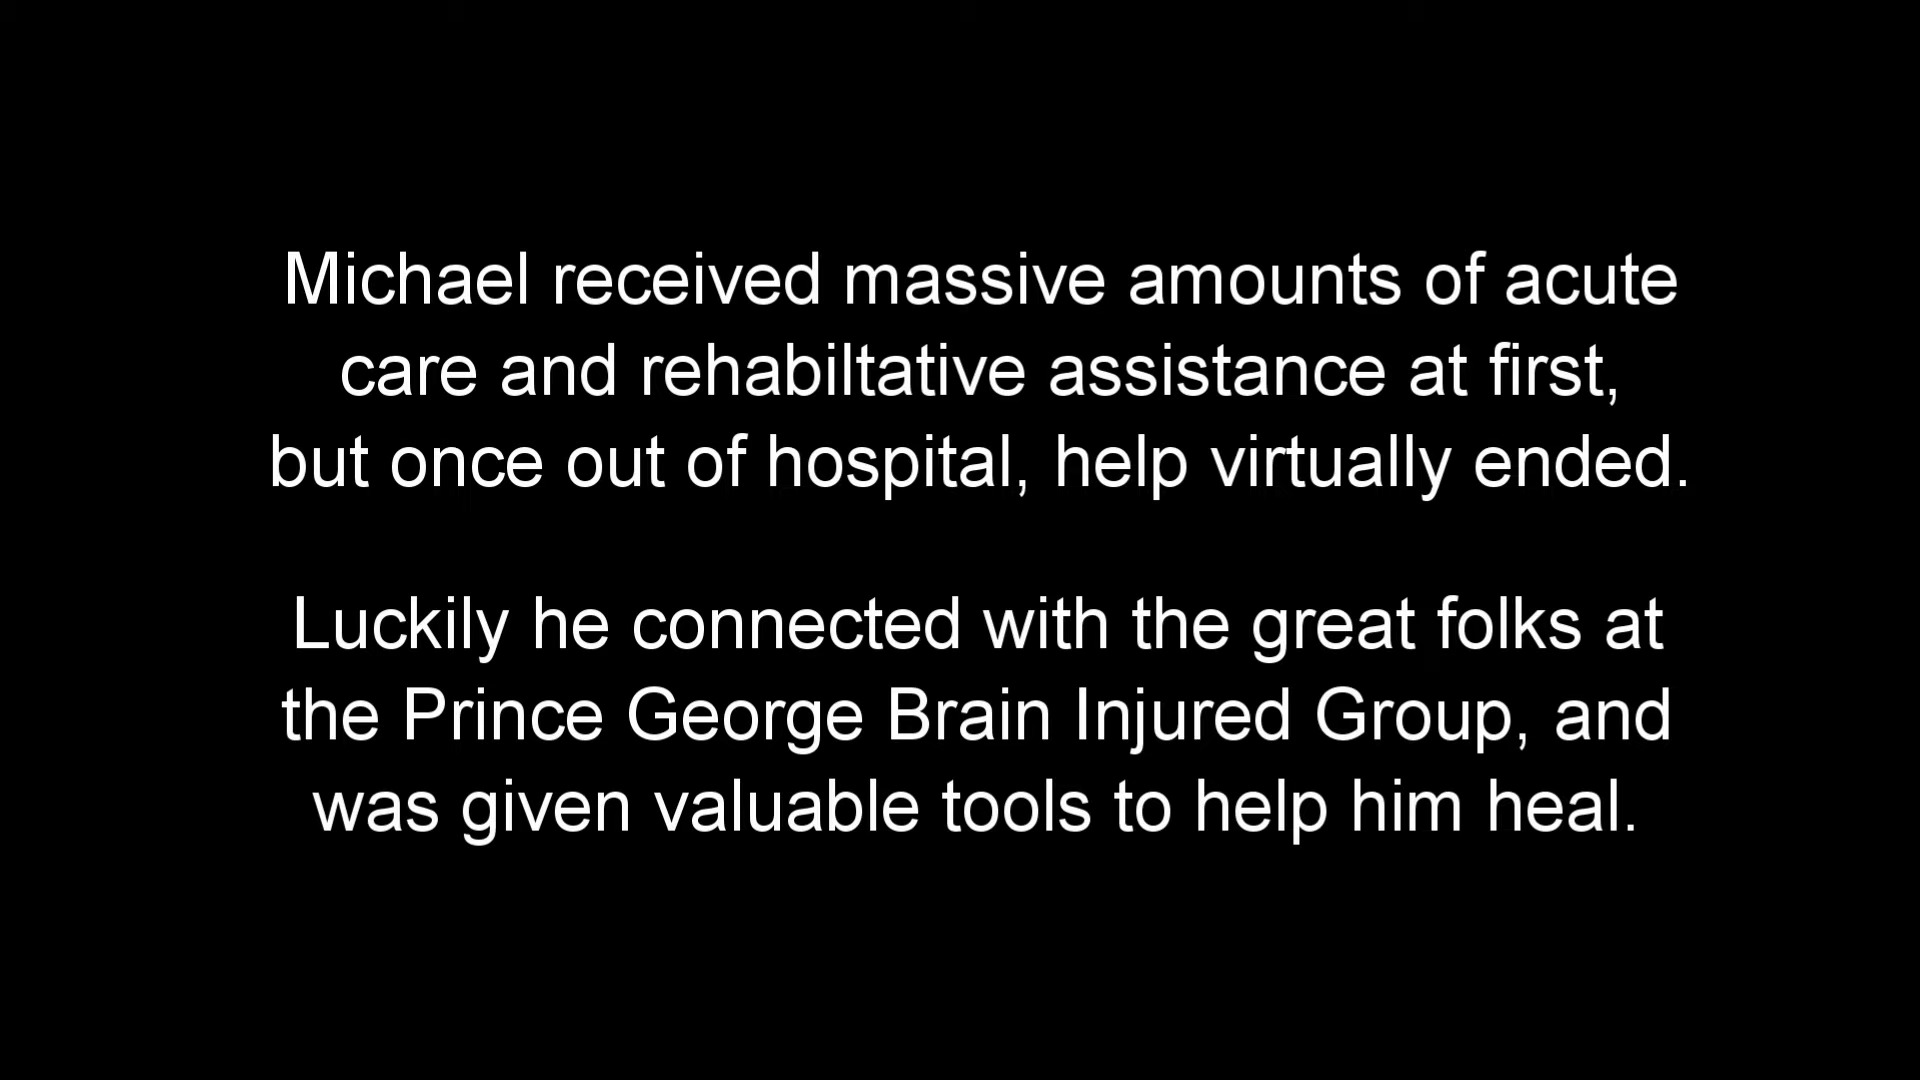 Michael received massive amounts of acute
care and rehabiltative assistance at first,
but once out of hospital, help virtually ended.
Luckily he connected with the great folks at
the Prince George Brain Injured Group, and
was given valuable tools to help him heal.